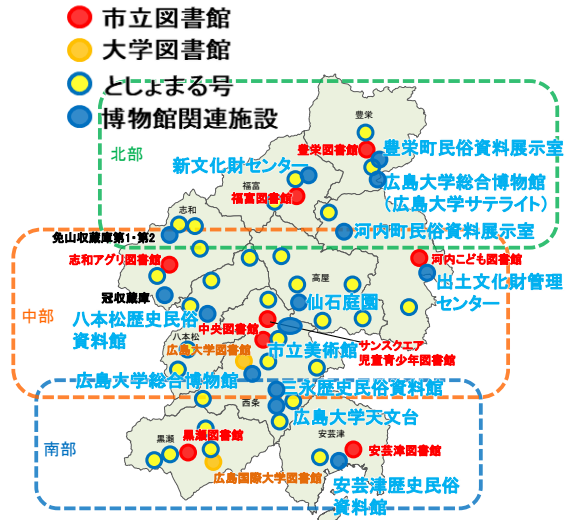 市立図書館
大学図書館
としょまる号
博物館関連施設
北部
豊栄
豊栄図書館
豊栄町民俗資料展示室
新文化財センター
福富
広島大学総合博物館
(広島大学サテライト)
福富図書館
志和
河内町民俗資料展示室
兔山収蔵庫第1・第2
志和アグリ図書館
河内こども図書館
高屋
出土文化財管理
センター
中部
冠収蔵庫
仙石庭園
八本松歴史民俗
資料館
中央図書館
サンスクエア
児童青少年図書館
八本松
広島大学図書館
市立美術館
広島大学総合博物館
三永歴史民俗資料館
西条
広島大学天文台
南部
黒瀬
黒瀬図書館
安芸津
安芸津図書館
広島国際大学図書館
安芸津歴史民俗
資料館